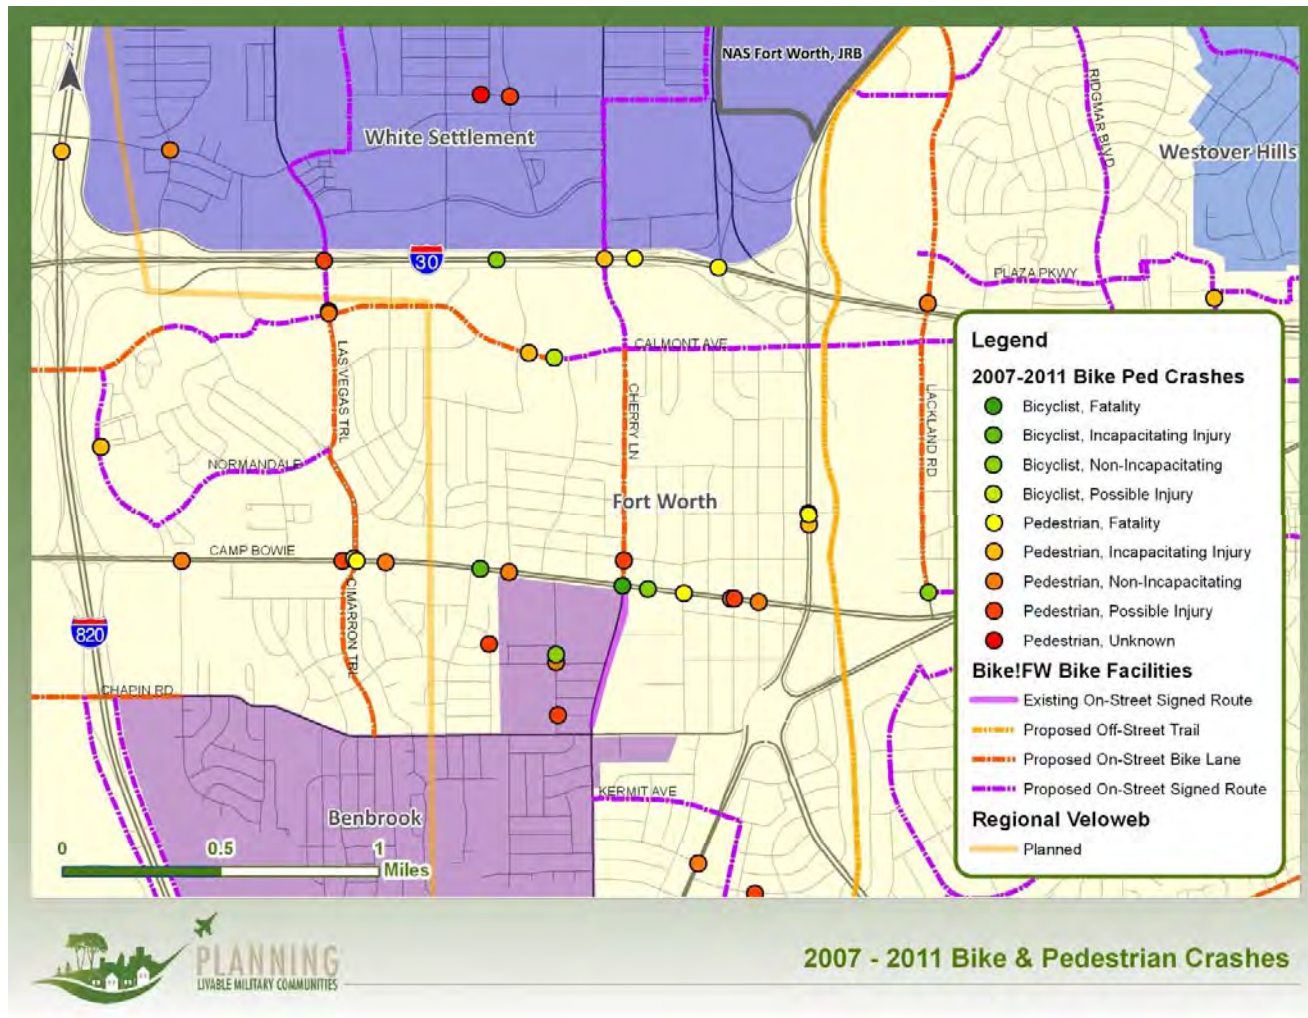 NAS Fort Worth, JRB
N
White Settlement
RIDGMAR BLVD
Westover Hills
30
PLAZA PKWY
CALMONT AVE
LAS VEGAS TRL
CHERRY LN
LACKLAND RD
NORMANDALE
Fort Worth
CAMP BOWIE
CIMARRON TRL
820
CHAPIN RD
KERMIT AVE
Benbrook
0 0.5 1
Miles
Legend
2007-2011 Bike Ped Crashes
Bicyclist, Fatality
Bicyclist, Incapacitating Injury
Bicyclist, Non-Incapacitating
Bicyclist, Possible Injury
Pedestrian, Fatality
Pedestrian, Incapacitating Injury
Pedestrian, Non-Incapacitating
Pedestrian, Possible Injury
Pedestrian, Unknown
Bike!FW Bike Facilities
Existing On-Street Signed Route
Proposed Off-Street Trail
Proposed On-Street Bike Lane
Proposed On-Street Signed Route
Regional Veloweb
Planned
PLANNING
LIVABLE MILITARY COMMUNITIES
2007 - 2011 Bike & Pedestrian Crashes